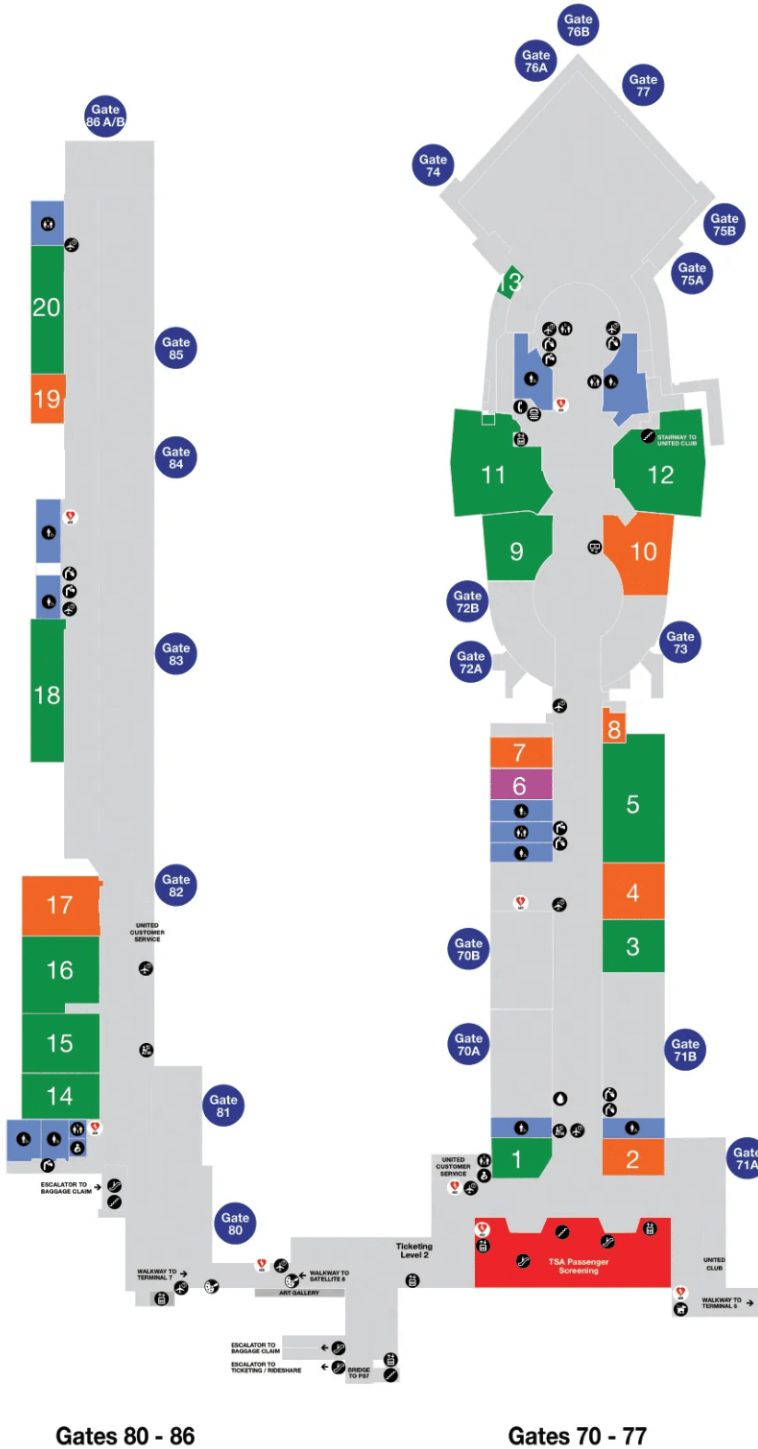 Gate
76B
Gate
76A
Gate
77
Gate
86 A/B
Gate
74
Gate
75B
Gate
75A
13
20
Gate
85
19
Gate
84
STAIRWAY TO
UNITED CLUB
11
12
9
10
Gate
72B
Gate
83
Gate
73
Gate
72A
18
8
7
6
5
Gate
82
17
4
UNITED
CUSTOMER
SERVICE
3
Gate
70B
16
15
Gate
70A
Gate
71B
14
Gate
81
1
2
UNITED
CUSTOMER
SERVICE
Gate
71A
ESCALATOR TO
BAGGAGE CLAIM
Gate
80
Ticketing
Level 2
TSA Passenger
Screening
UNITED
CLUB
WALKWAY TO
TERMINAL 7
WALKWAY TO
SATELLITE 8
ART GALLERY
WALKWAY TO
TERMINAL 6
ESCALATOR TO
BAGGAGE CLAIM
ESCALATOR TO
TICKETING / RIDESHARE
BRIDGE
TO PS7
Gates 80 - 86
Gates 70 - 77